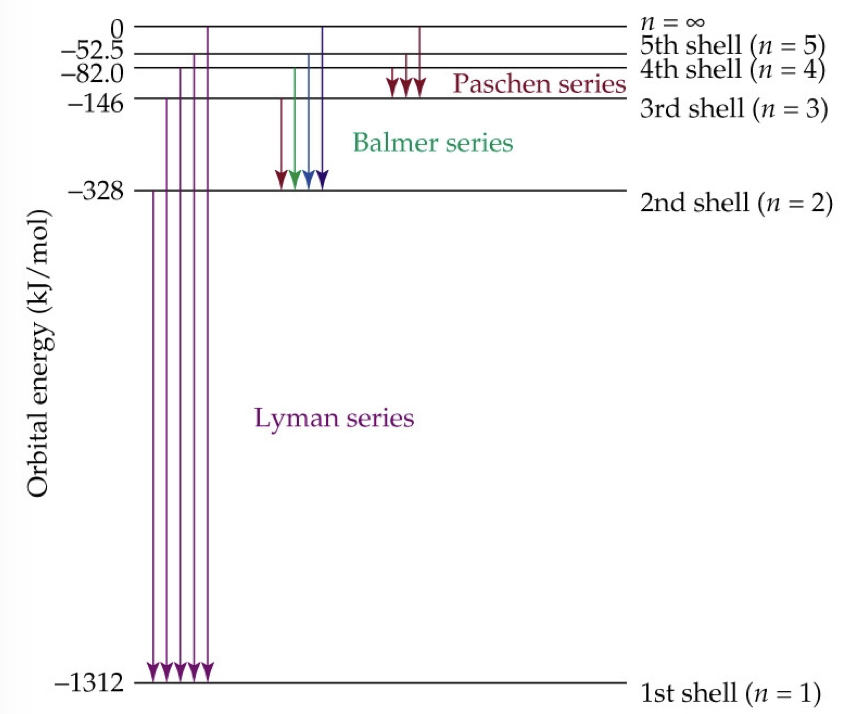 0
n = ∞
–52.5
5th shell (n = 5)
–82.0
4th shell (n = 4)
Paschen series
–146
3rd shell (n = 3)
Balmer series
–328
2nd shell (n = 2)
Orbital energy (kJ/mol)
Lyman series
–1312
1st shell (n = 1)